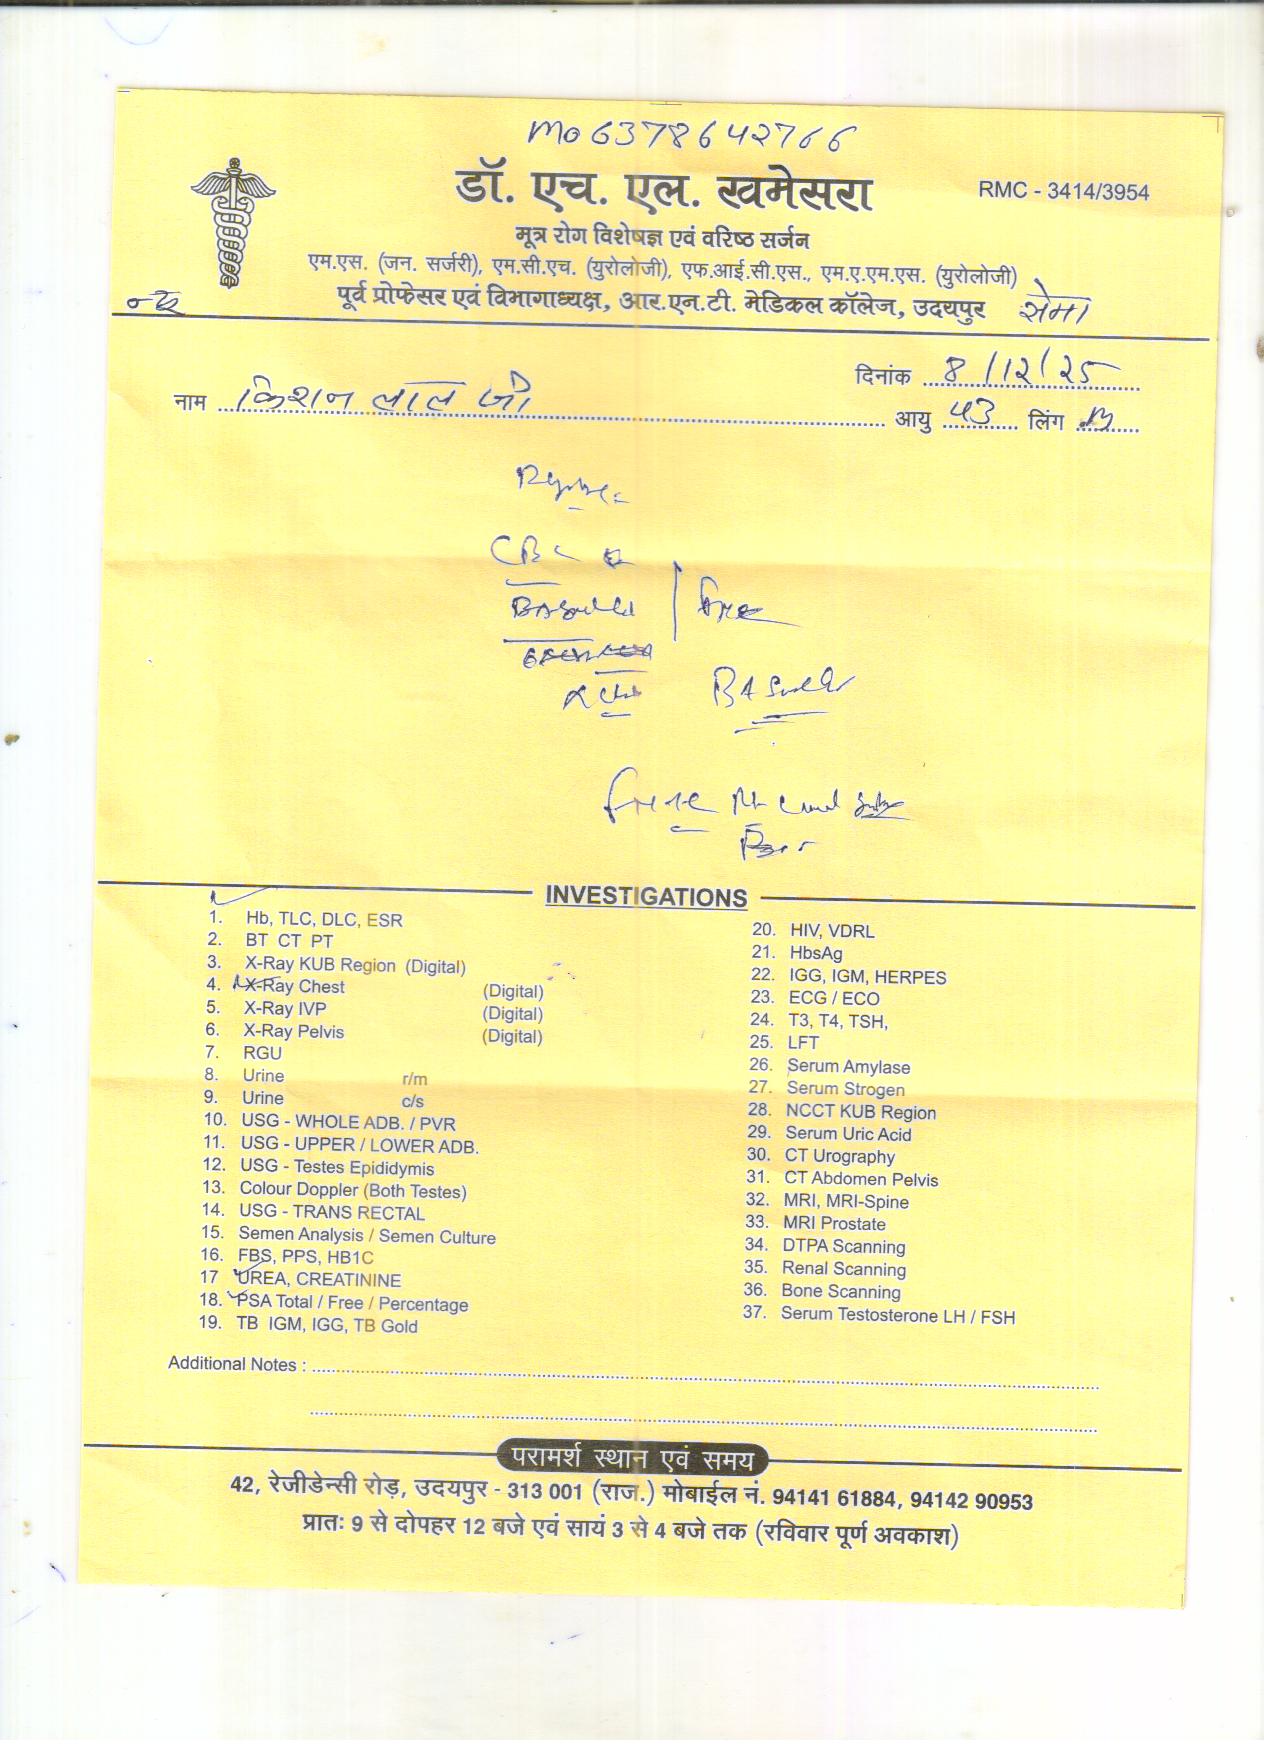 Mo 6378642766
डॉ. एच. एल. खमेसरा
RMC - 3414/3954
मूत्र रोग विशेषज्ञ एवं वरिष्ठ सर्जन
एम.एस. (जन. सर्जरी), एम.सी.एच. (युरोलोजी), एफ.आई.सी.एस., एम.ए.एम.एस. (युरोलोजी)
पूर्व प्रोफेसर एवं विभागाध्यक्ष, आर.एन.टी. मेडिकल कॉलेज, उदयपुर
सेमा
दिनांक 8/12/25
नाम किशन लाल जी आयु 43 लिंग M
CBC
INVESTIGATIONS
1. Hb, TLC, DLC, ESR
2. BT CT PT
3. X-Ray KUB Region (Digital)
4. X-Ray Chest (Digital)
5. X-Ray IVP (Digital)
6. X-Ray Pelvis (Digital)
7. RGU
8. Urine r/m
9. Urine c/s
10. USG - WHOLE ADB. / PVR
11. USG - UPPER / LOWER ADB.
12. USG - Testes Epididymis
13. Colour Doppler (Both Testes)
14. USG - TRANS RECTAL
15. Semen Analysis / Semen Culture
16. FBS, PPS, HB1C
17 UREA, CREATININE
18. PSA Total / Free / Percentage
19. TB IGM, IGG, TB Gold
20. HIV, VDRL
21. HbsAg
22. IGG, IGM, HERPES
23. ECG / ECO
24. T3, T4, TSH,
25. LFT
26. Serum Amylase
27. Serum Strogen
28. NCCT KUB Region
29. Serum Uric Acid
30. CT Urography
31. CT Abdomen Pelvis
32. MRI, MRI-Spine
33. MRI Prostate
34. DTPA Scanning
35. Renal Scanning
36. Bone Scanning
37. Serum Testosterone LH / FSH
Additional Notes :
परामर्श स्थान एवं समय
42, रेजीडेन्सी रोड़, उदयपुर - 313 001 (राज.) मोबाईल नं. 94141 61884, 94142 90953
प्रातः 9 से दोपहर 12 बजे एवं सायं 3 से 4 बजे तक (रविवार पूर्ण अवकाश)